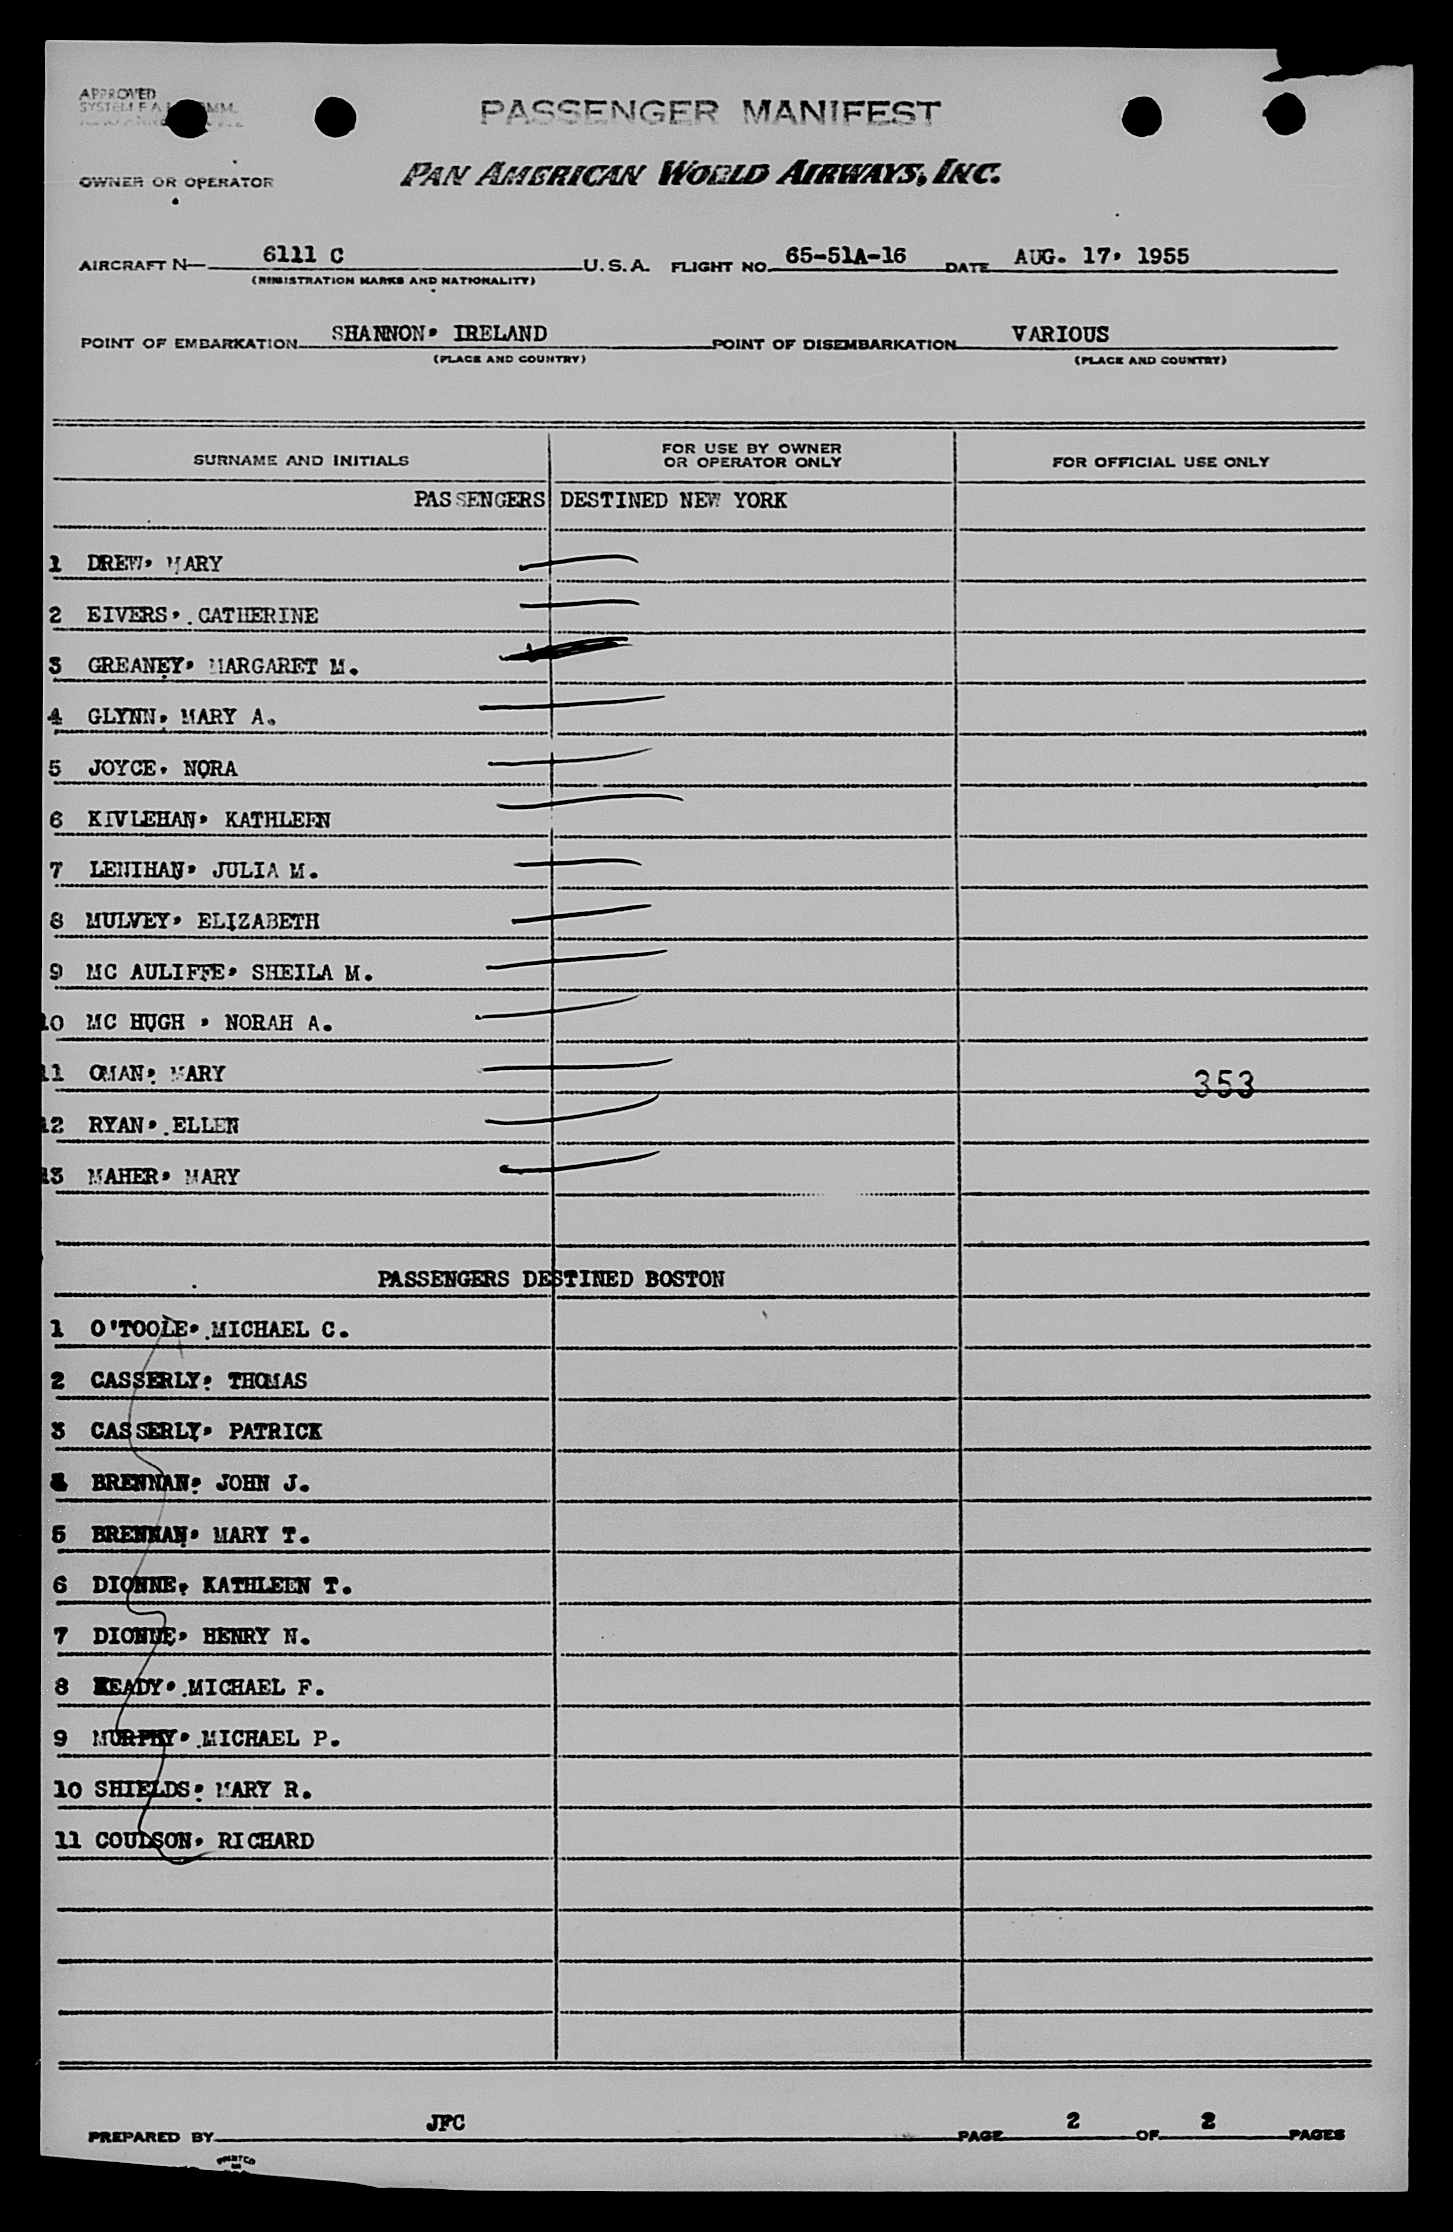 APPROVED
PASSENGER MANIFEST
OWNER OR OPERATOR PAN AMERICAN WORLD AIRWAYS, INC.
AIRCRAFT N— 6111 C U.S.A. FLIGHT NO. 65-51A-16 DATE AUG. 17, 1955
(REGISTRATION MARKS AND NATIONALITY)
POINT OF EMBARKATION SHANNON, IRELAND POINT OF DISEMBARKATION VARIOUS
(PLACE AND COUNTRY) (PLACE AND COUNTRY)
SURNAME AND INITIALS FOR USE BY OWNER OR OPERATOR ONLY FOR OFFICIAL USE ONLY
PASSENGERS DESTINED NEW YORK
1 DREW, MARY
2 EIVERS, CATHERINE
3 GREANEY, MARGARET M.
4 GLYNN, MARY A.
5 JOYCE, NORA
6 KIVLEHAN, KATHLEEN
7 LENIHAN, JULIA M.
8 MULVEY, ELIZABETH
9 MC AULIFFE, SHEILA M.
10 MC HUGH , NORAH A.
11 OMAN, MARY 353
12 RYAN, ELLEN
13 MAHER, MARY
PASSENGERS DESTINED BOSTON
1 O'TOOLE, MICHAEL C.
2 CASSERLY, THOMAS
3 CASSERLY, PATRICK
4 BRENNAN, JOHN J.
5 BRENNAN, MARY T.
6 DIONNE, KATHLEEN T.
7 DIONNE, HENRY N.
8 KEADY, MICHAEL F.
9 MURPHY, MICHAEL P.
10 SHIELDS, MARY R.
11 COULSON, RICHARD
PREPARED BY JFC PAGE 2 OF 2 PAGES
PRINTED